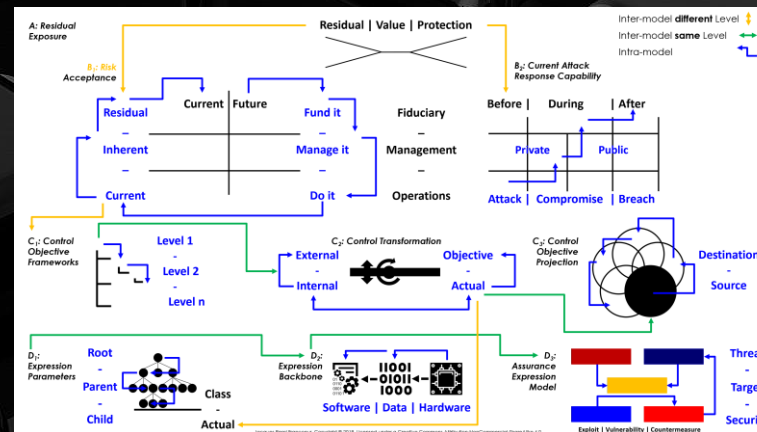 A: Residual
Exposure
Residual | Value | Protection
Inter-model different Level
Inter-model same Level
Intra-model
B₁: Risk
Acceptance
B₂: Current Attack
Response Capability
Current Future
Residual
Inherent
Current
Fund it
Manage it
Do it
Fiduciary
Management
Operations
Before | During | After
Private Public
Attack | Compromise | Breach
C₁: Control
Objective
Frameworks
Level 1
-
Level 2
-
Level n
C₂: Control Transformation
External
-
Internal
Objective
-
Actual
C₃: Control
Objective
Projection
Destination
-
Source
D₁:
Expression
Parameters
Root
-
Parent
-
Child
Class
-
Actual
D₂:
Expression
Backbone
11001
01011
1000
Software | Data | Hardware
D₃:
Assurance
Expression
Model
Threa
-
Targe
-
Securi
Exploit | Vulnerability | Countermeasure